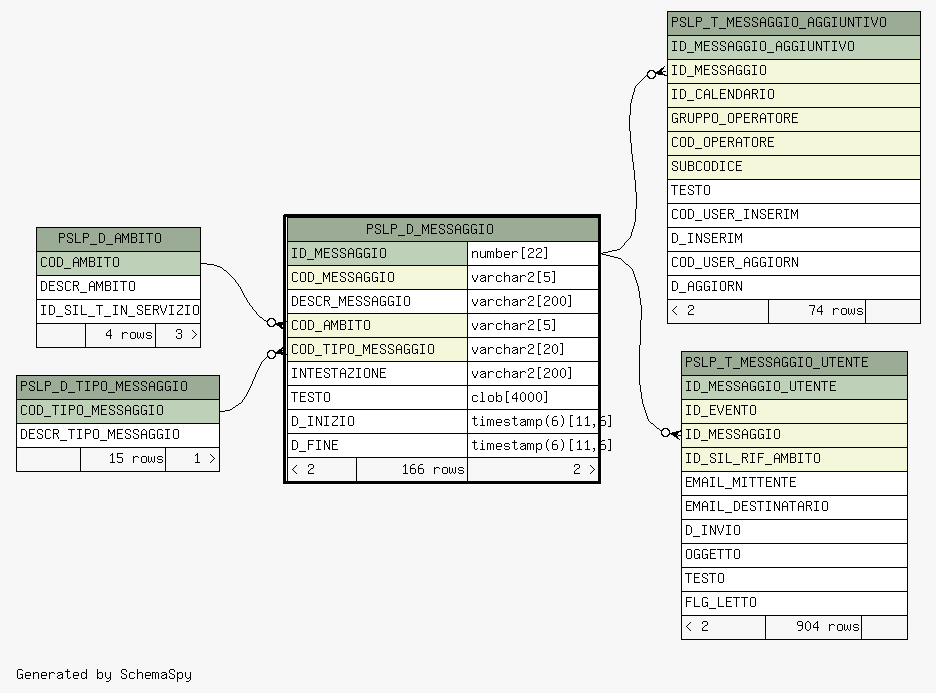 PSLP_D_AMBITO
COD_AMBITO
DESCR_AMBITO
ID_SIL_T_IN_SERVIZIO
4 rows 3 >
PSLP_D_TIPO_MESSAGGIO
COD_TIPO_MESSAGGIO
DESCR_TIPO_MESSAGGIO
15 rows 1 >
PSLP_D_MESSAGGIO
ID_MESSAGGIO number[22]
COD_MESSAGGIO varchar2[5]
DESCR_MESSAGGIO varchar2[200]
COD_AMBITO varchar2[5]
COD_TIPO_MESSAGGIO varchar2[20]
INTESTAZIONE varchar2[200]
TESTO clob[4000]
D_INIZIO timestamp(6)[11,6]
D_FINE timestamp(6)[11,6]
< 2 166 rows 2 >
PSLP_T_MESSAGGIO_AGGIUNTIVO
ID_MESSAGGIO_AGGIUNTIVO
ID_MESSAGGIO
ID_CALENDARIO
GRUPPO_OPERATORE
COD_OPERATORE
SUBCODICE
TESTO
COD_USER_INSERIM
D_INSERIM
COD_USER_AGGIORN
D_AGGIORN
< 2 74 rows
PSLP_T_MESSAGGIO_UTENTE
ID_MESSAGGIO_UTENTE
ID_EVENTO
ID_MESSAGGIO
ID_SIL_RIF_AMBITO
EMAIL_MITTENTE
EMAIL_DESTINATARIO
D_INVIO
OGGETTO
TESTO
FLG_LETTO
< 2 904 rows
Generated by SchemaSpy